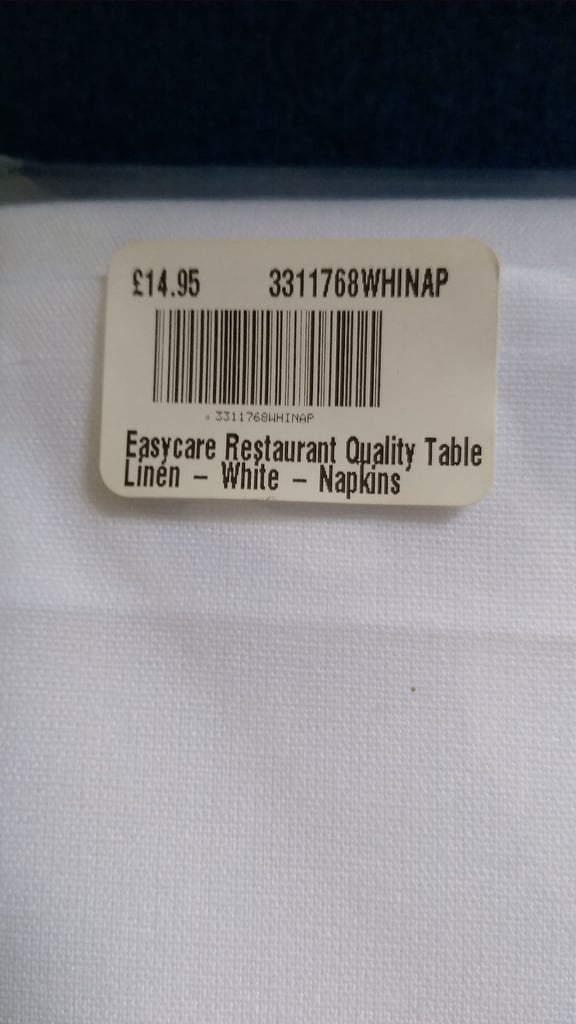 £14.95 3311768WHINAP
3311768WHINAP
Easycare Restaurant Quality Table
Linen - White - Napkins